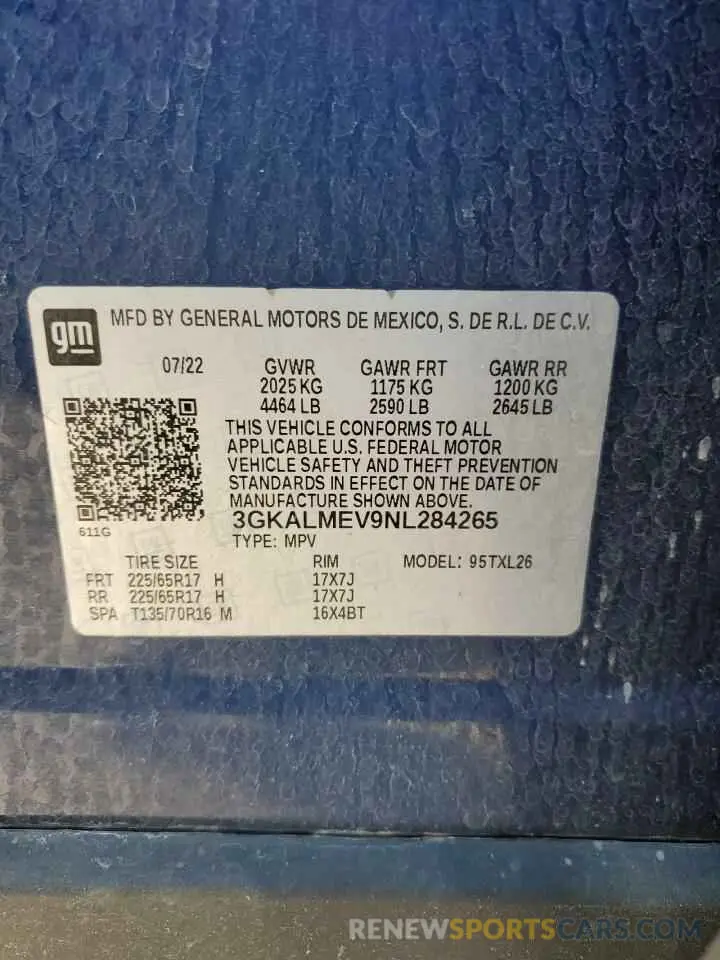 gm
MFD BY GENERAL MOTORS DE MEXICO, S. DE R.L. DE C.V.
07/22 GVWR GAWR FRT GAWR RR
2025 KG 1175 KG 1200 KG
4464 LB 2590 LB 2645 LB
THIS VEHICLE CONFORMS TO ALL
APPLICABLE U.S. FEDERAL MOTOR
VEHICLE SAFETY AND THEFT PREVENTION
STANDARDS IN EFFECT ON THE DATE OF
MANUFACTURE SHOWN ABOVE.
3GKALMEV9NL284265
611G
TYPE: MPV
TIRE SIZE RIM MODEL: 95TXL26
FRT 225/65R17 H 17X7J
RR 225/65R17 H 17X7J
SPA T135/70R16 M 16X4BT
RENEWSPORTSCARS.COM